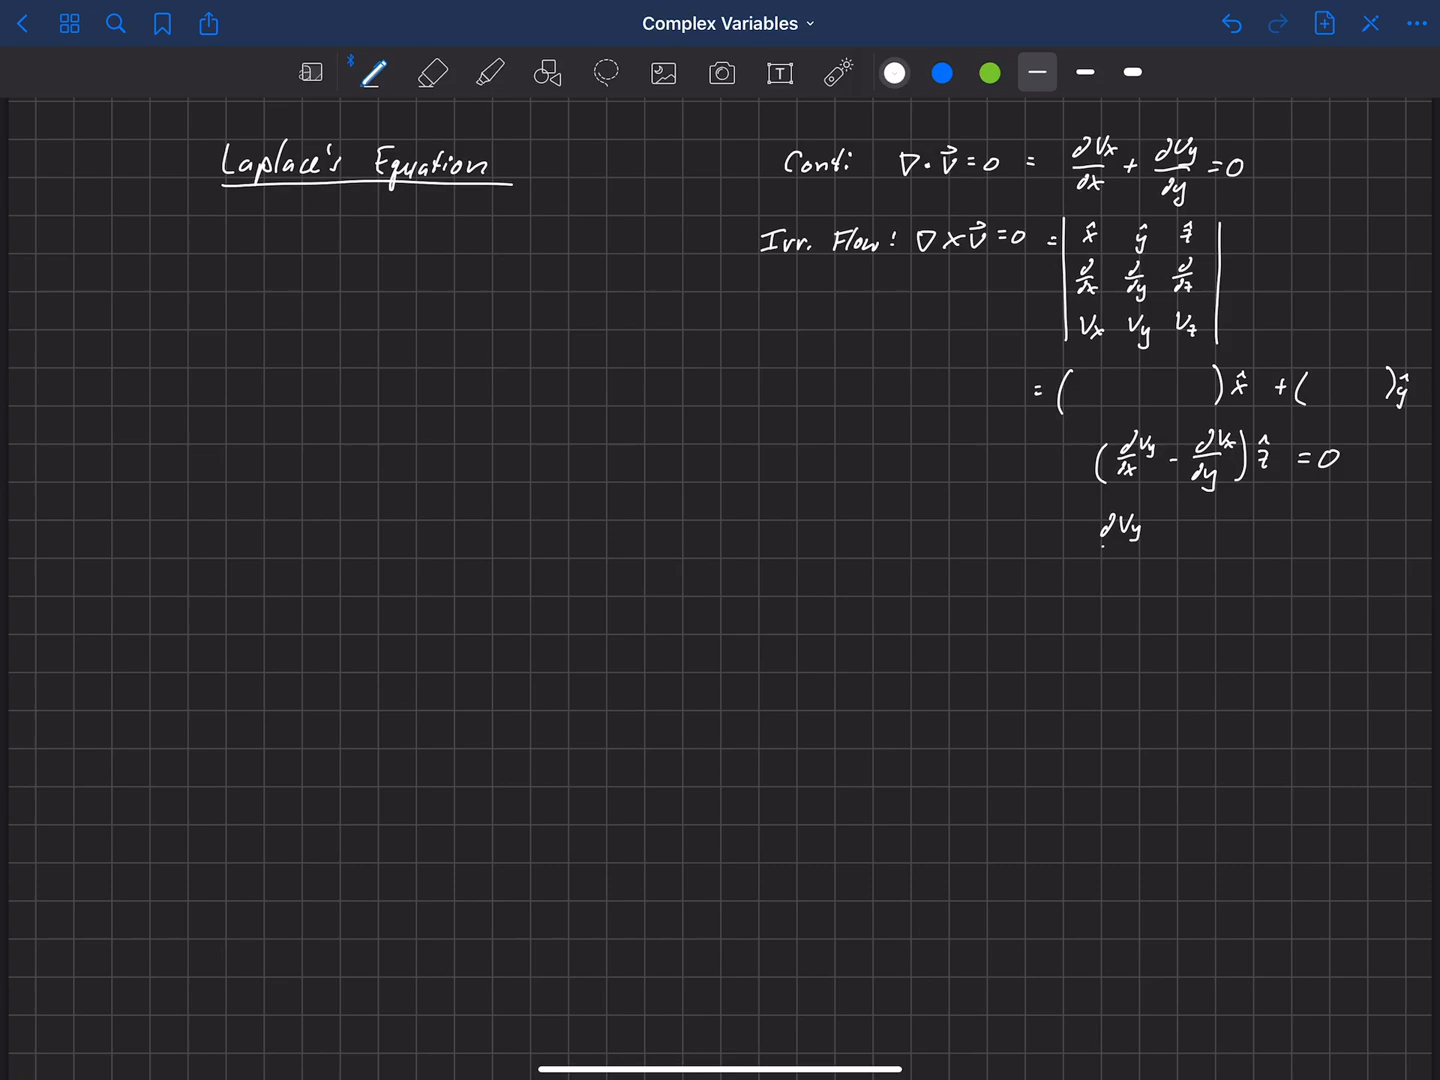 Complex Variables
T
Laplace's Equation
Cont: ∇ · V⃗ = 0 = ∂Vx/∂x + ∂Vy/∂y = 0
Irr. Flow: ∇ × V⃗ = 0 = | x̂ ŷ ẑ |
| ∂/∂x ∂/∂y ∂/∂z |
| Vx Vy Vz |
= ( ) x̂ + ( ) ŷ
( ∂Vy/∂x - ∂Vx/∂y ) ẑ = 0
∂Vy